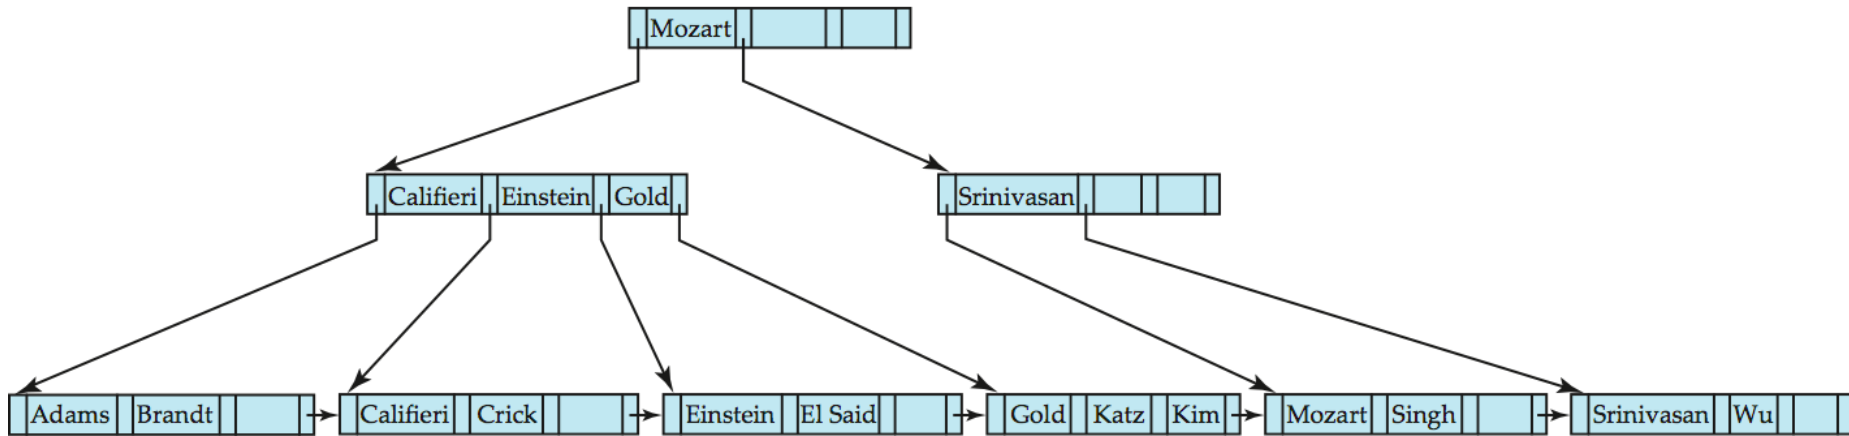 Mozart
Califieri Einstein Gold Srinivasan
Adams Brandt Califieri Crick Einstein El Said Gold Katz Kim Mozart Singh Srinivasan Wu